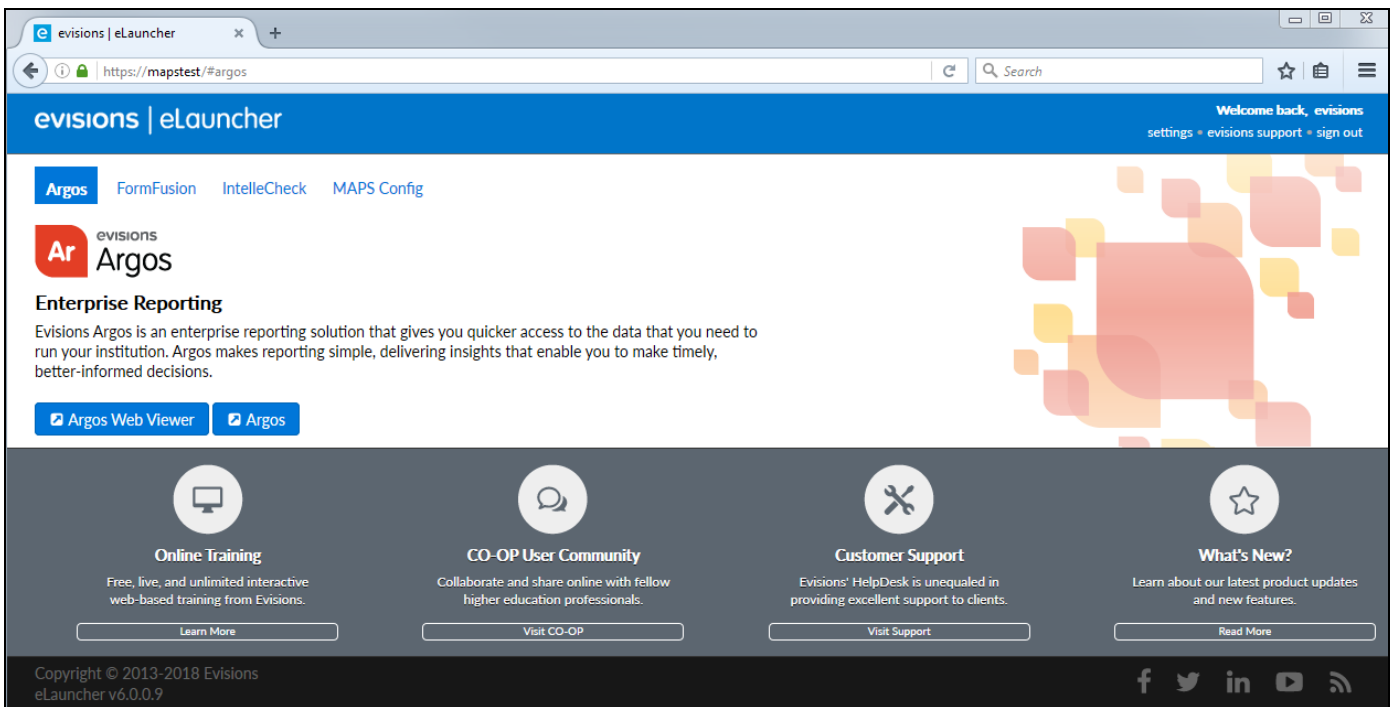 evisions | eLauncher
https://mapstest/#argos
Search
evisions | eLauncher
Welcome back, evisions
settings • evisions support • sign out
Argos FormFusion IntelleCheck MAPS Config
Ar
evisions
Argos
Enterprise Reporting
Evisions Argos is an enterprise reporting solution that gives you quicker access to the data that you need to
run your institution. Argos makes reporting simple, delivering insights that enable you to make timely,
better-informed decisions.
Argos Web Viewer Argos
Online Training
Free, live, and unlimited interactive
web-based training from Evisions.
Learn More
CO-OP User Community
Collaborate and share online with fellow
higher education professionals.
Visit CO-OP
Customer Support
Evisions' HelpDesk is unequaled in
providing excellent support to clients.
Visit Support
What's New?
Learn about our latest product updates
and new features.
Read More
Copyright © 2013-2018 Evisions
eLauncher v6.0.0.9